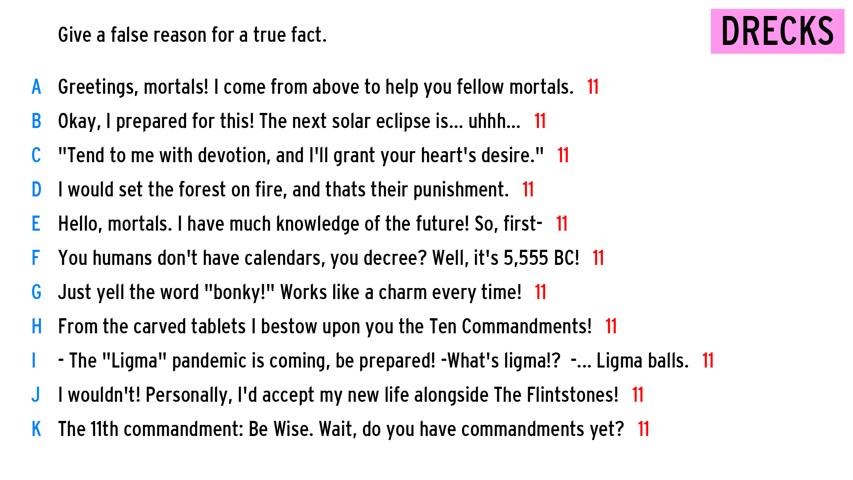 Give a false reason for a true fact.
DRECKS
A Greetings, mortals! I come from above to help you fellow mortals. 11
B Okay, I prepared for this! The next solar eclipse is... uhhh... 11
C "Tend to me with devotion, and I'll grant your heart's desire." 11
D I would set the forest on fire, and thats their punishment. 11
E Hello, mortals. I have much knowledge of the future! So, first- 11
F You humans don't have calendars, you decree? Well, it's 5,555 BC! 11
G Just yell the word "bonky!" Works like a charm every time! 11
H From the carved tablets I bestow upon you the Ten Commandments! 11
I - The "Ligma" pandemic is coming, be prepared! -What's ligma!? -... Ligma balls. 11
J I wouldn't! Personally, I'd accept my new life alongside The Flintstones! 11
K The 11th commandment: Be Wise. Wait, do you have commandments yet? 11